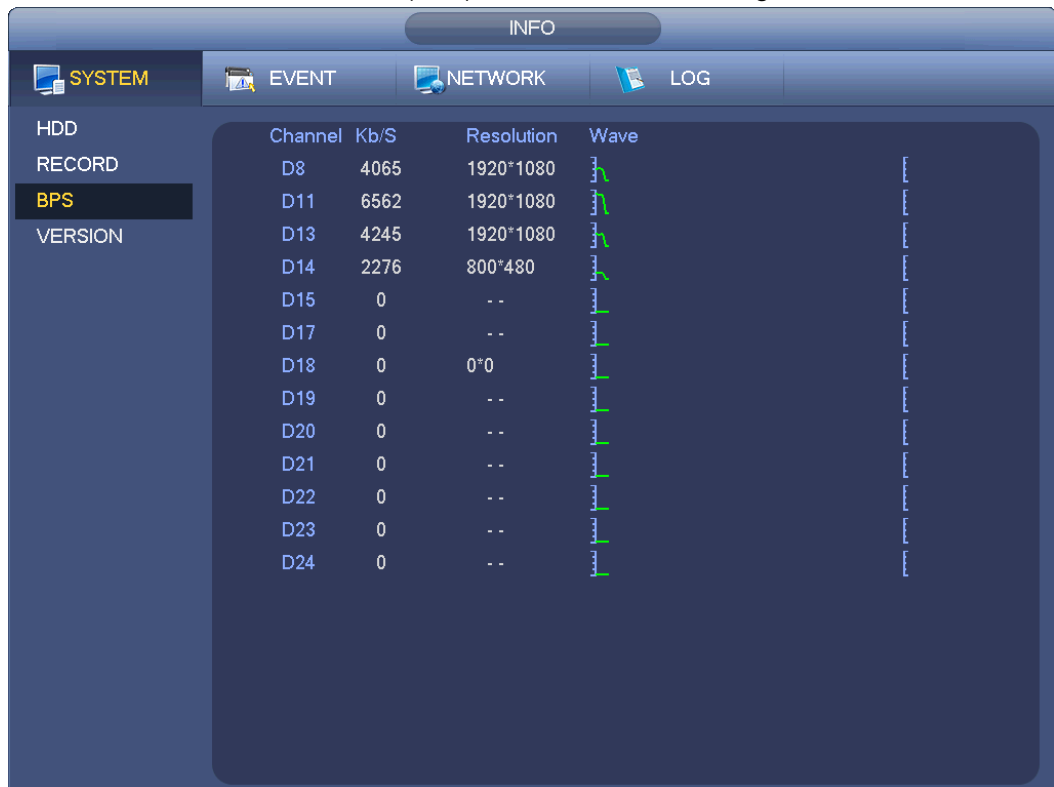 INFO
SYSTEM EVENT NETWORK LOG
HDD
RECORD
BPS
VERSION
Channel Kb/S Resolution Wave
D8 4065 1920*1080
D11 6562 1920*1080
D13 4245 1920*1080
D14 2276 800*480
D15 0 - -
D17 0 - -
D18 0 0*0
D19 0 - -
D20 0 - -
D21 0 - -
D22 0 - -
D23 0 - -
D24 0 - -